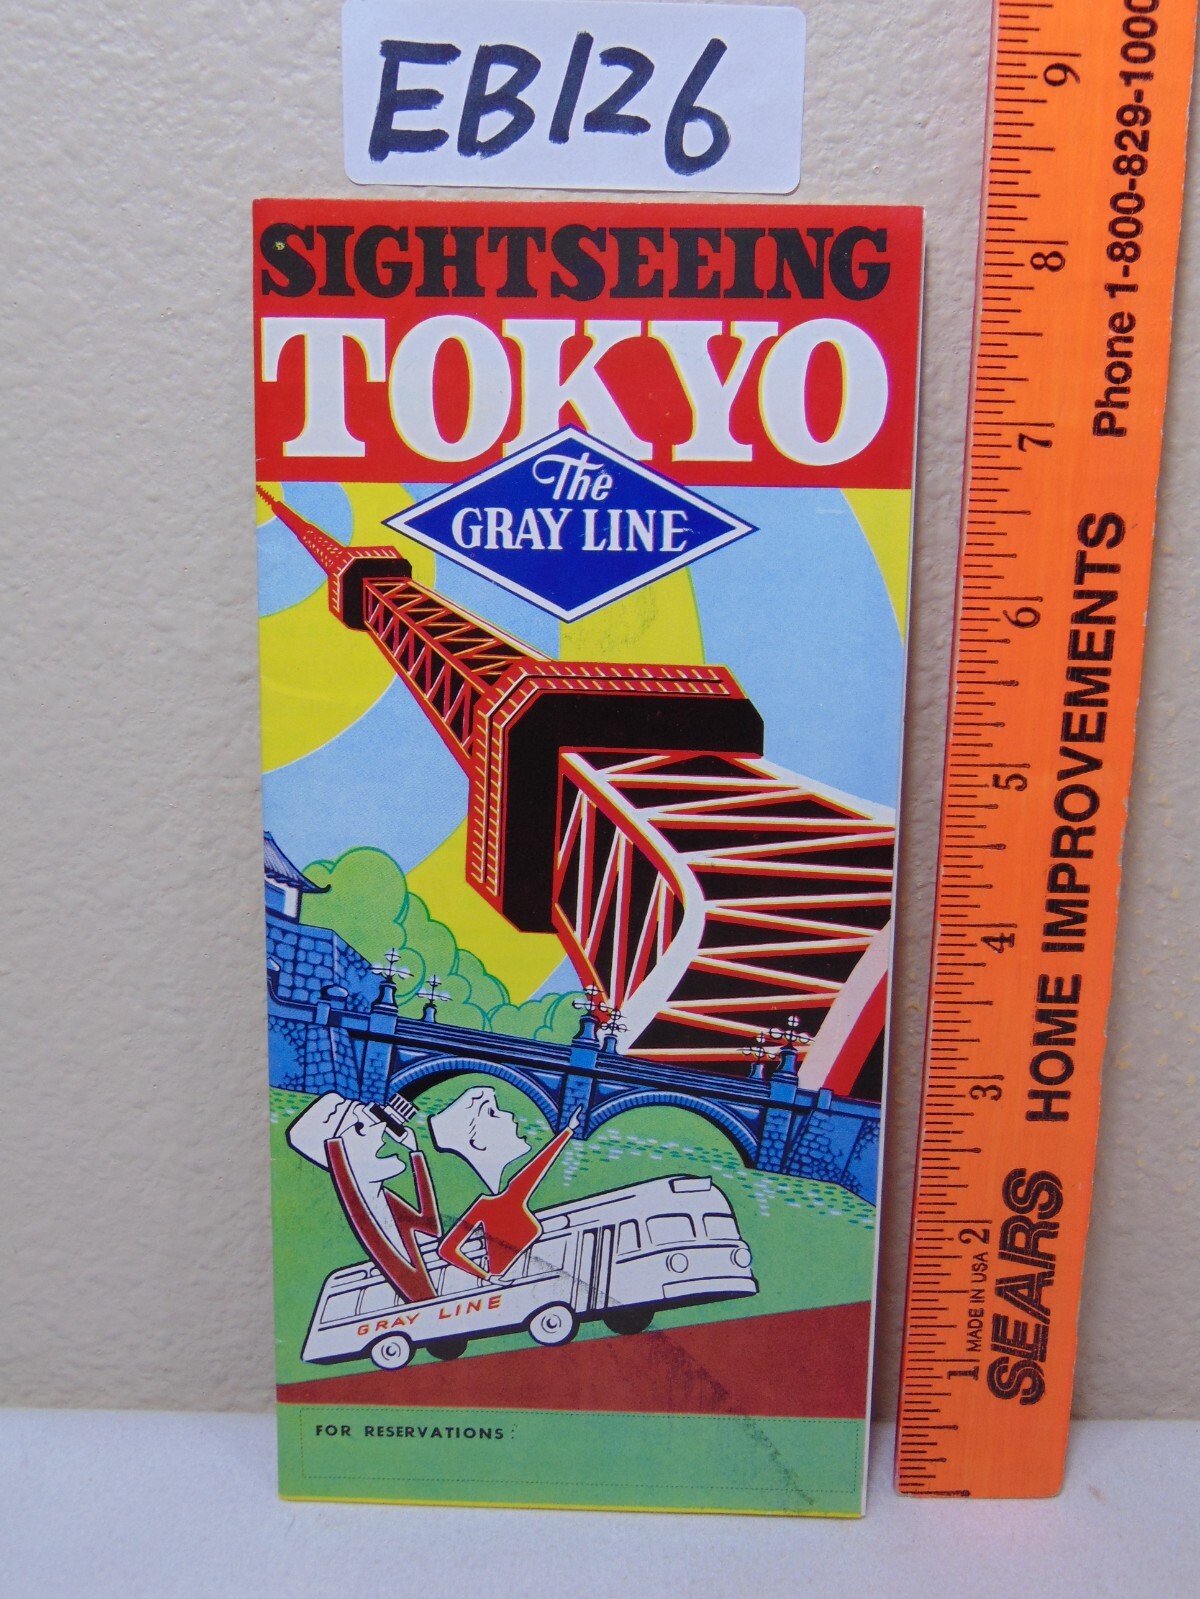 EB126
SIGHTSEEING
TOKYO
The
GRAY LINE
GRAY LINE
FOR RESERVATIONS :
SEARS HOME IMPROVEMENTS Phone 1-800-829-1000
MADE IN USA
1 2 3 4 5 6 7 8 9